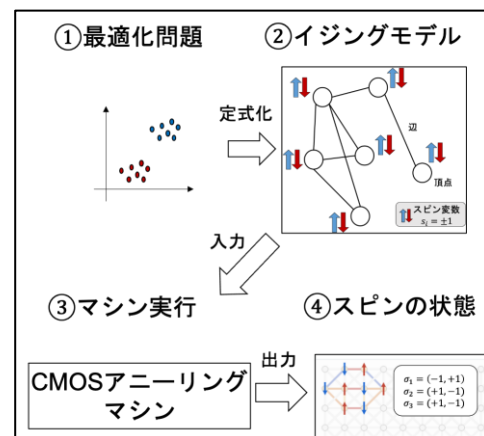 ①最適化問題
②イジングモデル
定式化
辺
頂点
スピン変数
s_i = ±1
入力
③マシン実行
④スピンの状態
CMOSアニーリング
マシン
出力
σ₁ = (−1, +1)
σ₂ = (+1, −1)
σ₃ = (+1, −1)